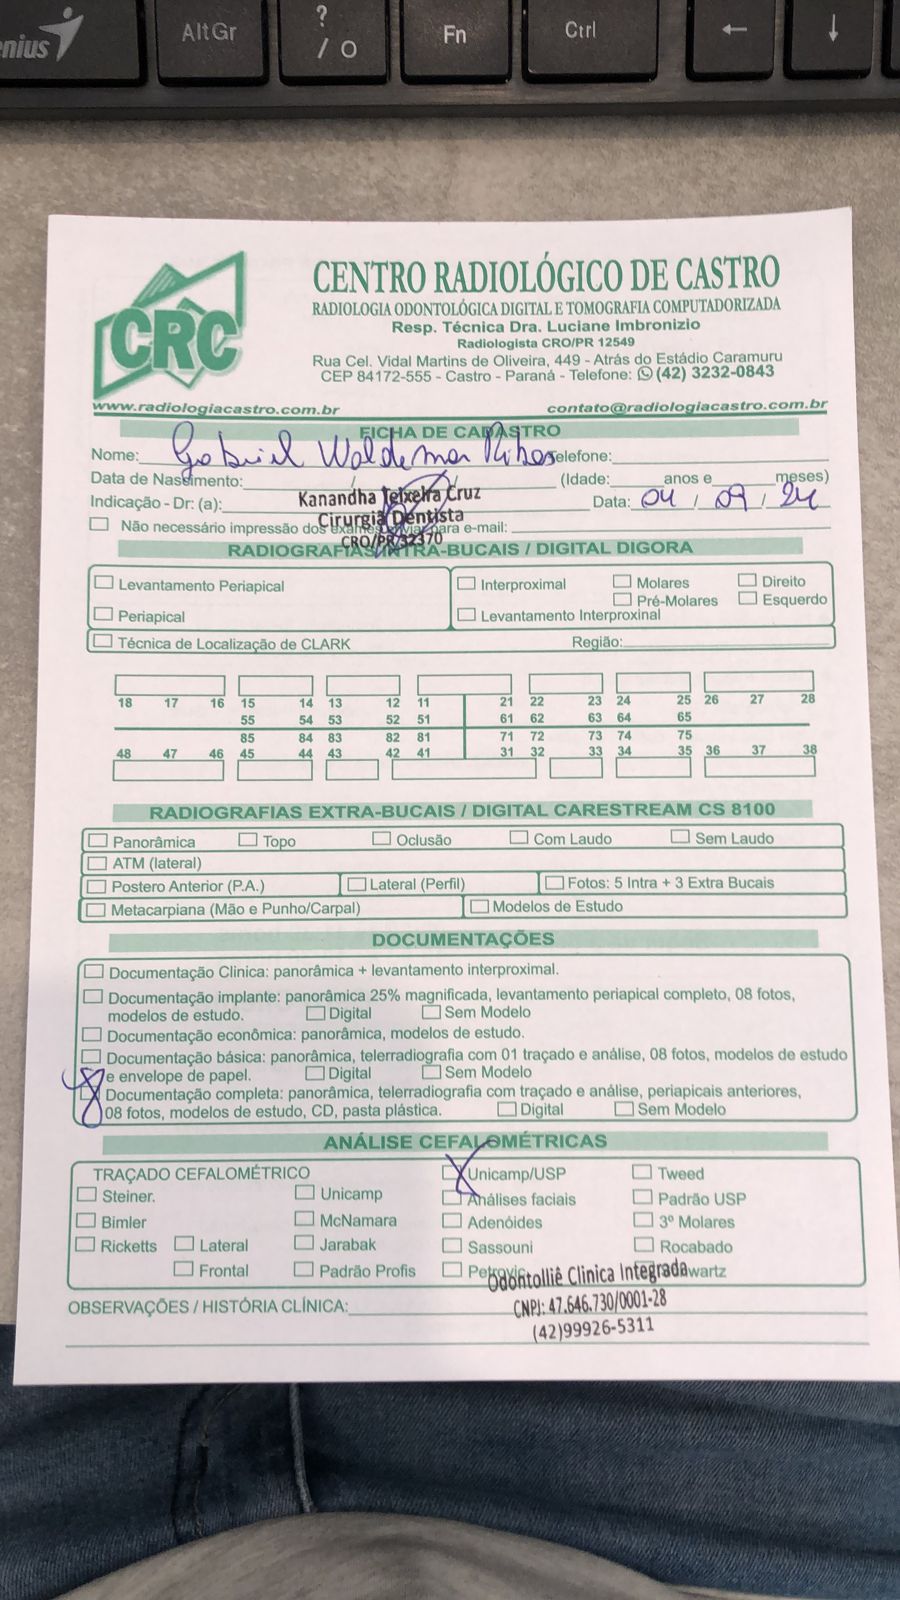 enius
AltGr
?
/ O
Fn
Ctrl
←
↓
CRC
CENTRO RADIOLÓGICO DE CASTRO
RADIOLOGIA ODONTOLÓGICA DIGITAL E TOMOGRAFIA COMPUTADORIZADA
Resp. Técnica Dra. Luciane Imbronizio
Radiologista CRO/PR 12549
Rua Cel. Vidal Martins de Oliveira, 449 - Atrás do Estádio Caramuru
CEP 84172-555 - Castro - Paraná - Telefone: (42) 3232-0843
www.radiologiacastro.com.br contato@radiologiacastro.com.br
FICHA DE CADASTRO
Nome: Gabriel Waldemar Ribas Telefone:
Data de Nascimento: / / (Idade: anos e meses)
Indicação - Dr: (a): Kanandha Teixeira Cruz Data: 04 / 09 / 24
Cirurgiã Dentista
Não necessário impressão dos exames, enviar para e-mail:
CRO/PR 32370
RADIOGRAFIAS INTRA-BUCAIS / DIGITAL DIGORA
Levantamento Periapical Interproximal Molares Direito
Pré-Molares Esquerdo
Periapical Levantamento Interproximal
Técnica de Localização de CLARK Região:
18 17 16 15 14 13 12 11 21 22 23 24 25 26 27 28
55 54 53 52 51 61 62 63 64 65
85 84 83 82 81 71 72 73 74 75
48 47 46 45 44 43 42 41 31 32 33 34 35 36 37 38
RADIOGRAFIAS EXTRA-BUCAIS / DIGITAL CARESTREAM CS 8100
Panorâmica Topo Oclusão Com Laudo Sem Laudo
ATM (lateral)
Postero Anterior (P.A.) Lateral (Perfil) Fotos: 5 Intra + 3 Extra Bucais
Metacarpiana (Mão e Punho/Carpal) Modelos de Estudo
DOCUMENTAÇÕES
Documentação Clinica: panorâmica + levantamento interproximal.
Documentação implante: panorâmica 25% magnificada, levantamento periapical completo, 08 fotos,
modelos de estudo. Digital Sem Modelo
Documentação econômica: panorâmica, modelos de estudo.
Documentação básica: panorâmica, telerradiografia com 01 traçado e análise, 08 fotos, modelos de estudo
e envelope de papel. Digital Sem Modelo
Documentação completa: panorâmica, telerradiografia com traçado e análise, periapicais anteriores,
08 fotos, modelos de estudo, CD, pasta plástica. Digital Sem Modelo
ANÁLISE CEFALOMÉTRICAS
TRAÇADO CEFALOMÉTRICO X Unicamp/USP Tweed
Steiner. Unicamp Análises faciais Padrão USP
Bimler McNamara Adenóides 3º Molares
Ricketts Lateral Jarabak Sassouni Rocabado
Frontal Padrão Profis Petrovic
Odontolliê Clinica Integrada
OBSERVAÇÕES / HISTÓRIA CLÍNICA: CNPJ: 47.646.730/0001-28
(42)99926-5311